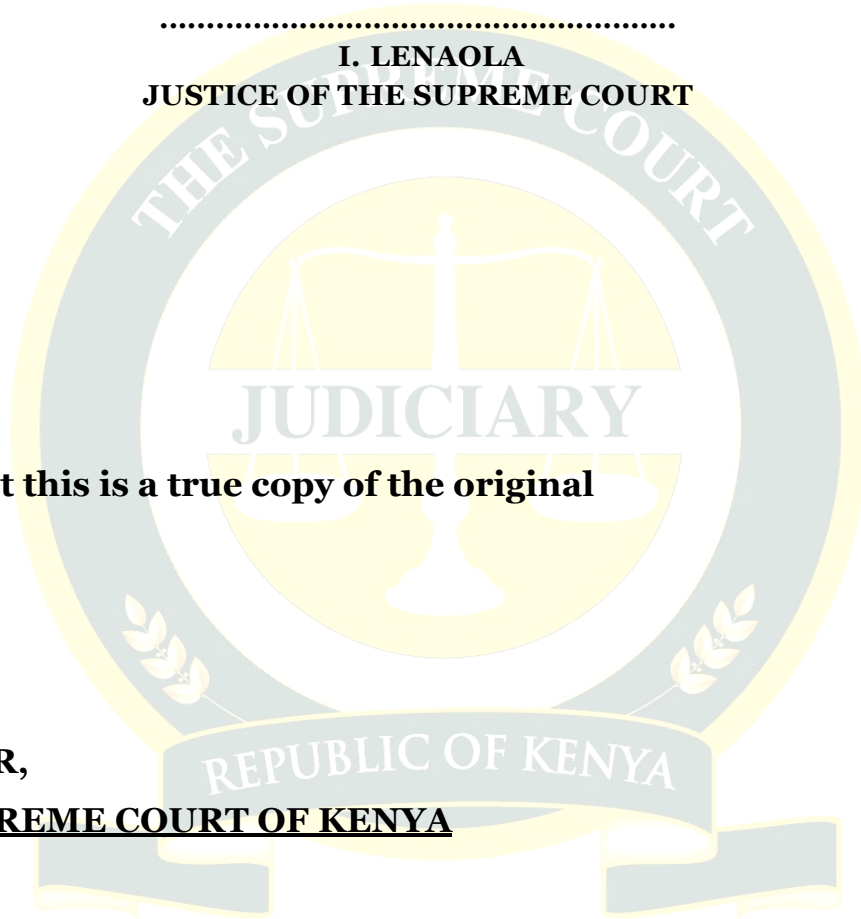 .......................................................
I. LENAOLA
JUSTICE OF THE SUPREME COURT
THE SUPREME COURT
JUDICIARY
t this is a true copy of the original
R,
REPUBLIC OF KENYA
REME COURT OF KENYA